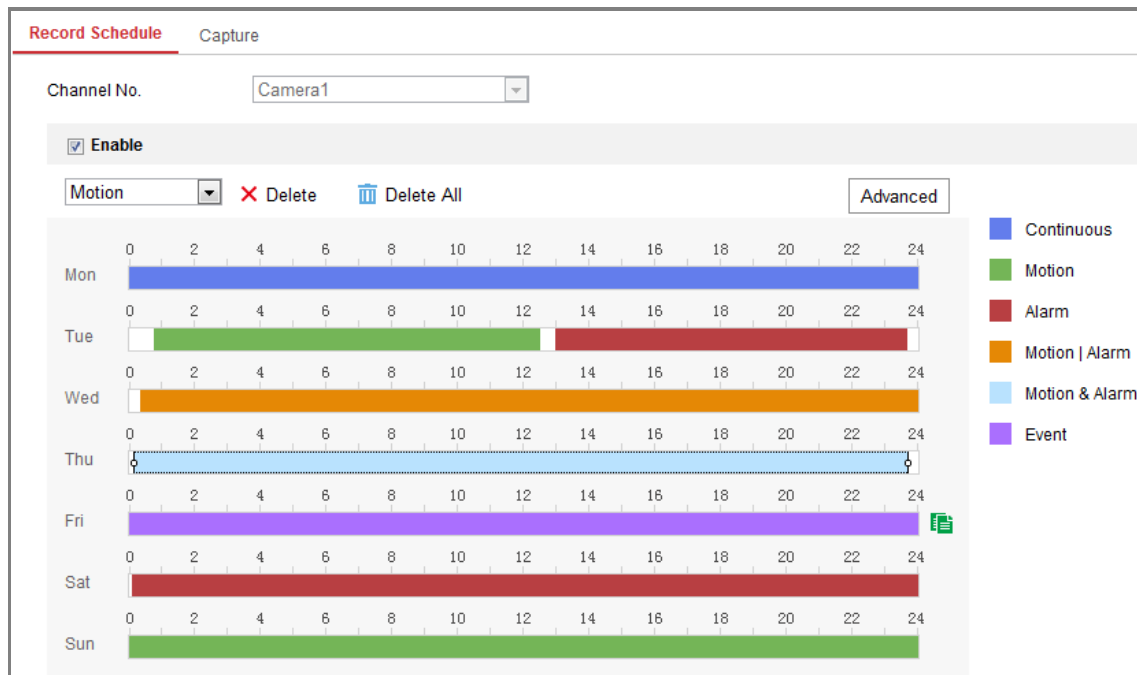 Record Schedule Capture
Channel No. Camera1
Enable
Motion Delete Delete All Advanced
0 2 4 6 8 10 12 14 16 18 20 22 24
Mon
0 2 4 6 8 10 12 14 16 18 20 22 24
Tue
0 2 4 6 8 10 12 14 16 18 20 22 24
Wed
0 2 4 6 8 10 12 14 16 18 20 22 24
Thu
0 2 4 6 8 10 12 14 16 18 20 22 24
Fri
0 2 4 6 8 10 12 14 16 18 20 22 24
Sat
0 2 4 6 8 10 12 14 16 18 20 22 24
Sun
Continuous
Motion
Alarm
Motion | Alarm
Motion & Alarm
Event